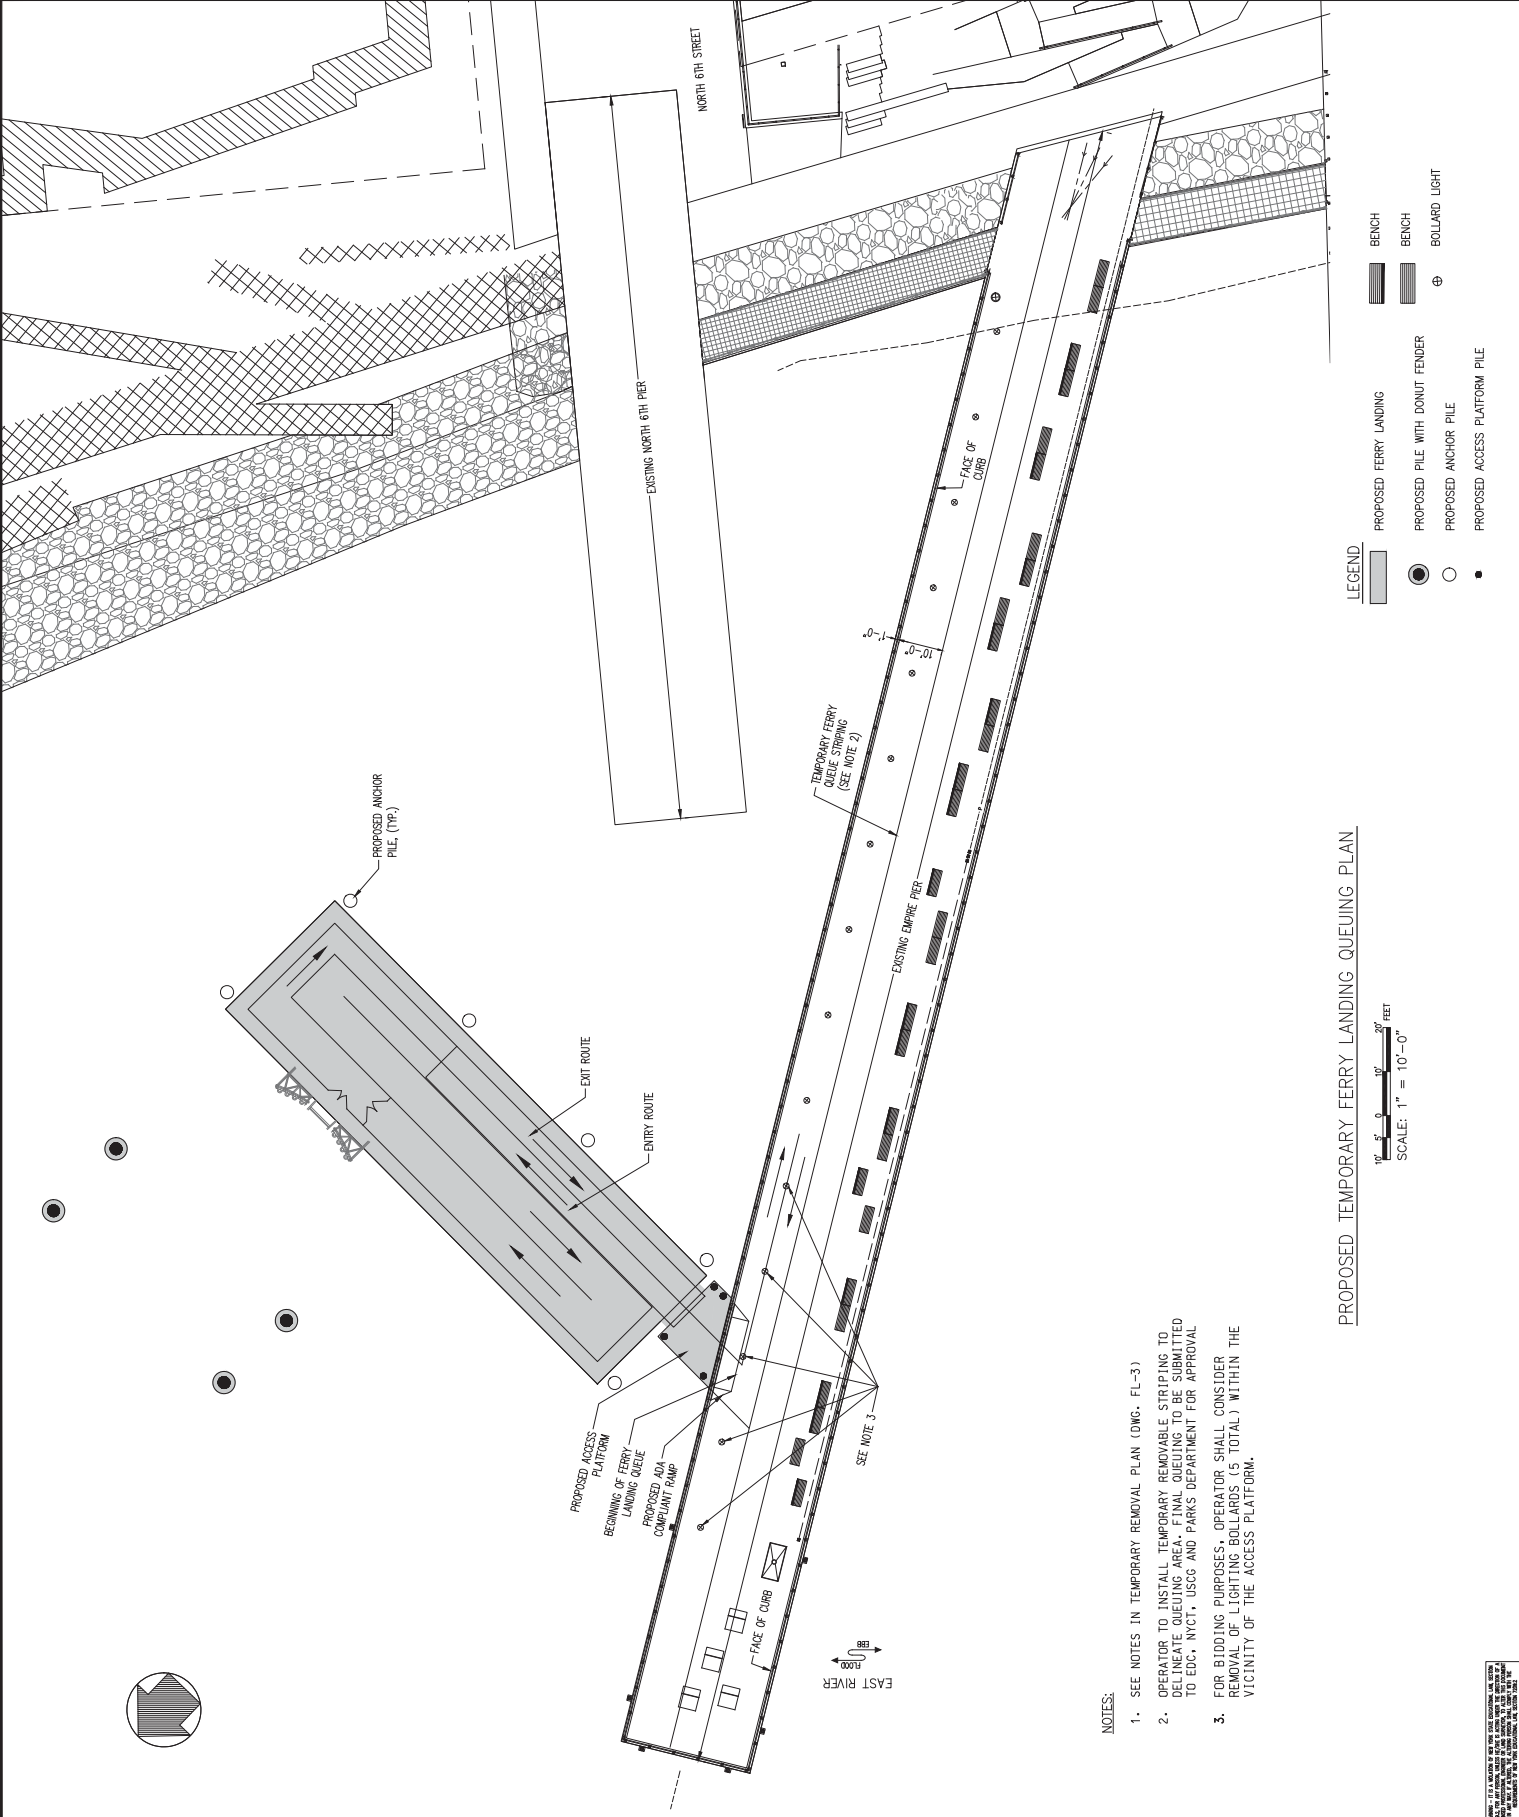 NORTH 6TH STREET
EXISTING NORTH 6TH PIER
FACE OF
CURB
1'-0"
10'-0"
TEMPORARY FERRY
QUEUE STRIPING
(SEE NOTE 2)
PROPOSED ANCHOR
PILE, (TYP.)
EXISTING EMPIRE PIER
EXIT ROUTE
ENTRY ROUTE
PROPOSED ACCESS
PLATFORM
BEGINNING OF FERRY
LANDING QUEUE
PROPOSED ADA
COMPLIANT RAMP
SEE NOTE 3
FACE OF CURB
EBB
FLOOD
EAST RIVER
NOTES:
1. SEE NOTES IN TEMPORARY REMOVAL PLAN (DWG. FL-3)
2. OPERATOR TO INSTALL TEMPORARY REMOVABLE STRIPING TO
DELINEATE QUEUING AREA. FINAL QUEUING TO BE SUBMITTED
TO EDC, NYCT, USCG AND PARKS DEPARTMENT FOR APPROVAL
3. FOR BIDDING PURPOSES, OPERATOR SHALL CONSIDER
REMOVAL OF LIGHTING BOLLARDS (5 TOTAL) WITHIN THE
VICINITY OF THE ACCESS PLATFORM.
PROPOSED TEMPORARY FERRY LANDING QUEUING PLAN
10' 5' 0 10' 20'
FEET
SCALE: 1" = 10'-0"
LEGEND
PROPOSED FERRY LANDING
PROPOSED PILE WITH DONUT FENDER
PROPOSED ANCHOR PILE
PROPOSED ACCESS PLATFORM PILE
BENCH
BENCH
BOLLARD LIGHT